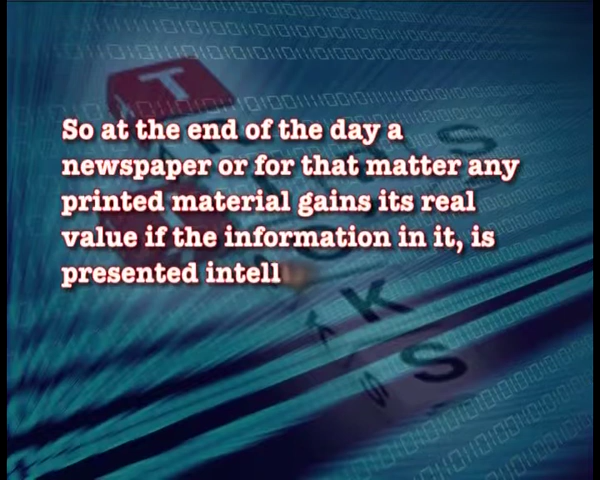 So at the end of the day a
newspaper or for that matter any
printed material gains its real
value if the information in it, is
presented intell